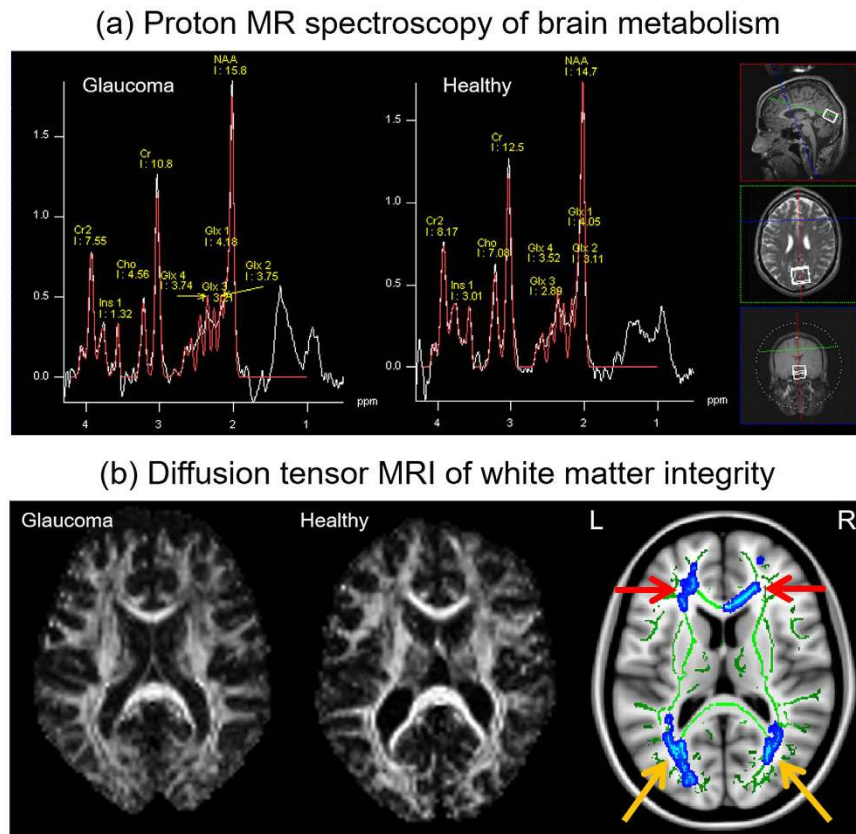 (a) Proton MR spectroscopy of brain metabolism
Glaucoma
NAA
I : 15.8
1.5
Cr
I : 10.8
1.0
Cr2
I : 7.55
Cho
I : 4.56
Glx 1
I : 4.18
Glx 4
I : 3.74
Glx 3
Glx 2
I : 3.75
0.5
Ins 1
I : 1.32
0.0
4
3
2
1
ppm
Healthy
NAA
I : 14.7
1.5
Cr
I : 12.5
1.0
Cr2
I : 8.17
Cho
I : 7.08
Glx 1
I : 4.05
Glx 4
I : 3.52
Glx 2
I : 3.11
Glx 3
I : 2.89
0.5
Ins 1
I : 3.01
0.0
4
3
2
1
ppm
(b) Diffusion tensor MRI of white matter integrity
Glaucoma
Healthy
L
R